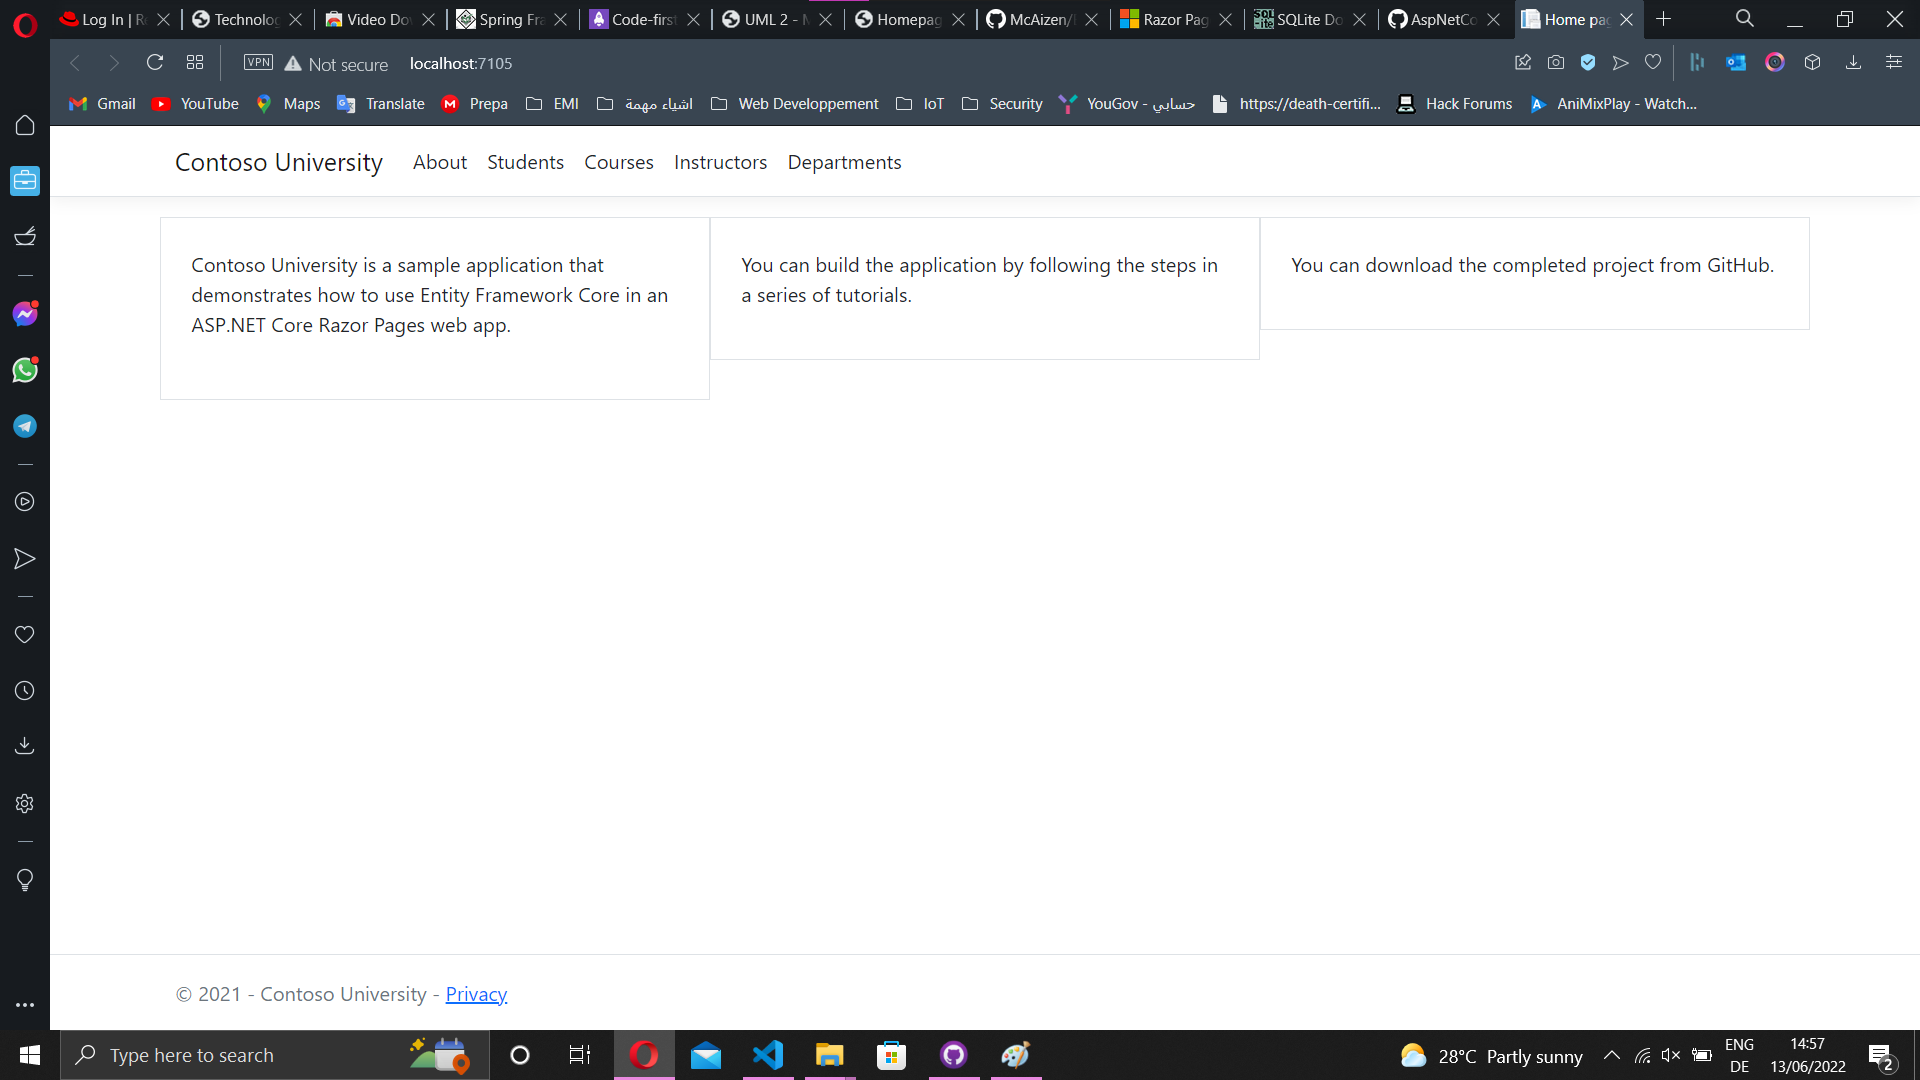 Log In | Re
Technolog
Video Do
Spring Fra
Code-first
UML 2 - M
Homepag
McAizen/
Razor Pag
SQLite Do
AspNetCo
Home pag
VPN
Not secure
localhost:7105
Gmail
YouTube
Maps
Translate
Prepa
EMI
اشياء مهمة
Web Developpement
IoT
Security
YouGov - حسابي
https://death-certifi...
Hack Forums
AniMixPlay - Watch...
Contoso University
About
Students
Courses
Instructors
Departments
Contoso University is a sample application that
demonstrates how to use Entity Framework Core in an
ASP.NET Core Razor Pages web app.
You can build the application by following the steps in
a series of tutorials.
You can download the completed project from GitHub.
© 2021 - Contoso University - Privacy
Type here to search
28°C Partly sunny
ENG
DE
14:57
13/06/2022
2